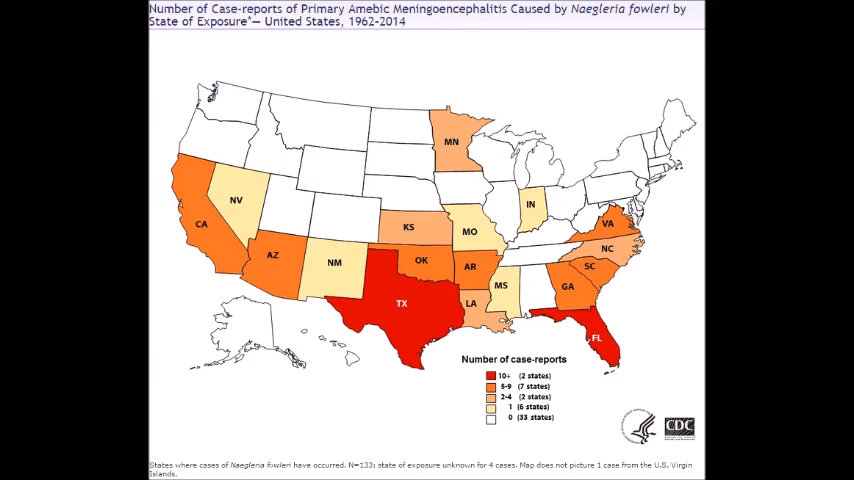 Number of Case-reports of Primary Amebic Meningoencephalitis Caused by Naegleria fowleri by
State of Exposure*— United States, 1962-2014
MN
NV
IN
CA
KS
MO
VA
AZ
OK
NC
NM
AR
SC
MS
GA
TX
LA
FL
Number of case-reports
10+ (2 states)
5-9 (7 states)
2-4 (2 states)
1 (6 states)
0 (33 states)
CDC
States where cases of Naegleria fowleri have occurred. N=133; state of exposure unknown for 4 cases. Map does not picture 1 case from the U.S. Virgin
Islands.